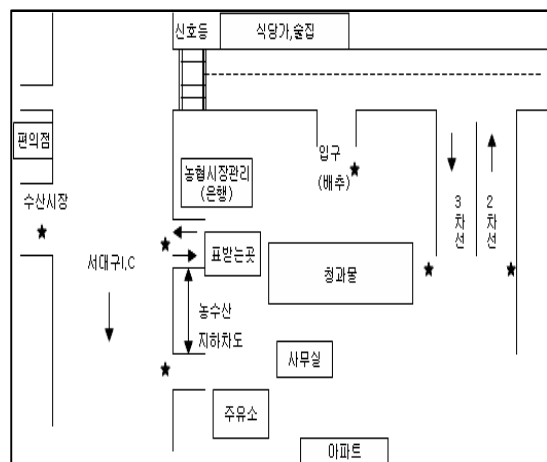 신호등
식당가,술집
편의점
입구
(배추)
농협시장관리
(은행)
3차선
2차선
수산시장
표받는곳
서대구I,C
청과물
농수산
지하차도
사무실
주유소
아파트